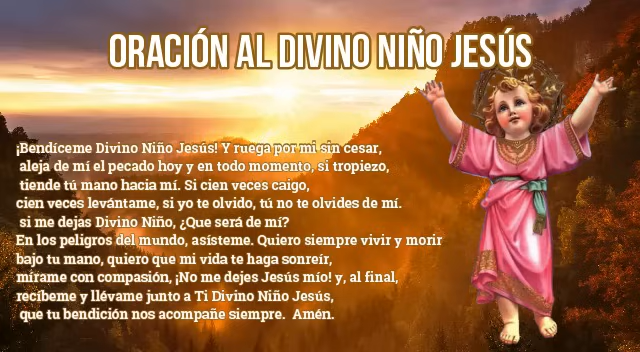 ORACIÓN AL DIVINO NIÑO JESÚS
¡Bendíceme Divino Niño Jesús! Y ruega por mi sin cesar,
aleja de mí el pecado hoy y en todo momento, si tropiezo,
tiende tú mano hacia mí. Si cien veces caigo,
cien veces levántame, si yo te olvido, tú no te olvides de mí.
si me dejas Divino Niño, ¿Que será de mí?
En los peligros del mundo, asísteme. Quiero siempre vivir y morir
bajo tu mano, quiero que mi vida te haga sonreír,
mírame con compasión, ¡No me dejes Jesús mío! y, al final,
recíbeme y llévame junto a Ti Divino Niño Jesús,
que tu bendición nos acompañe siempre. Amén.